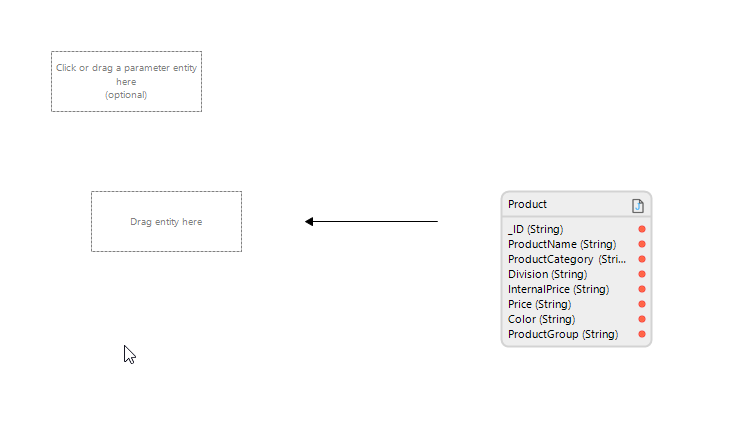 Click or drag a parameter entity
here
(optional)
Drag entity here
Product
_ID (String)
ProductName (String)
ProductCategory (Stri...
Division (String)
InternalPrice (String)
Price (String)
Color (String)
ProductGroup (String)